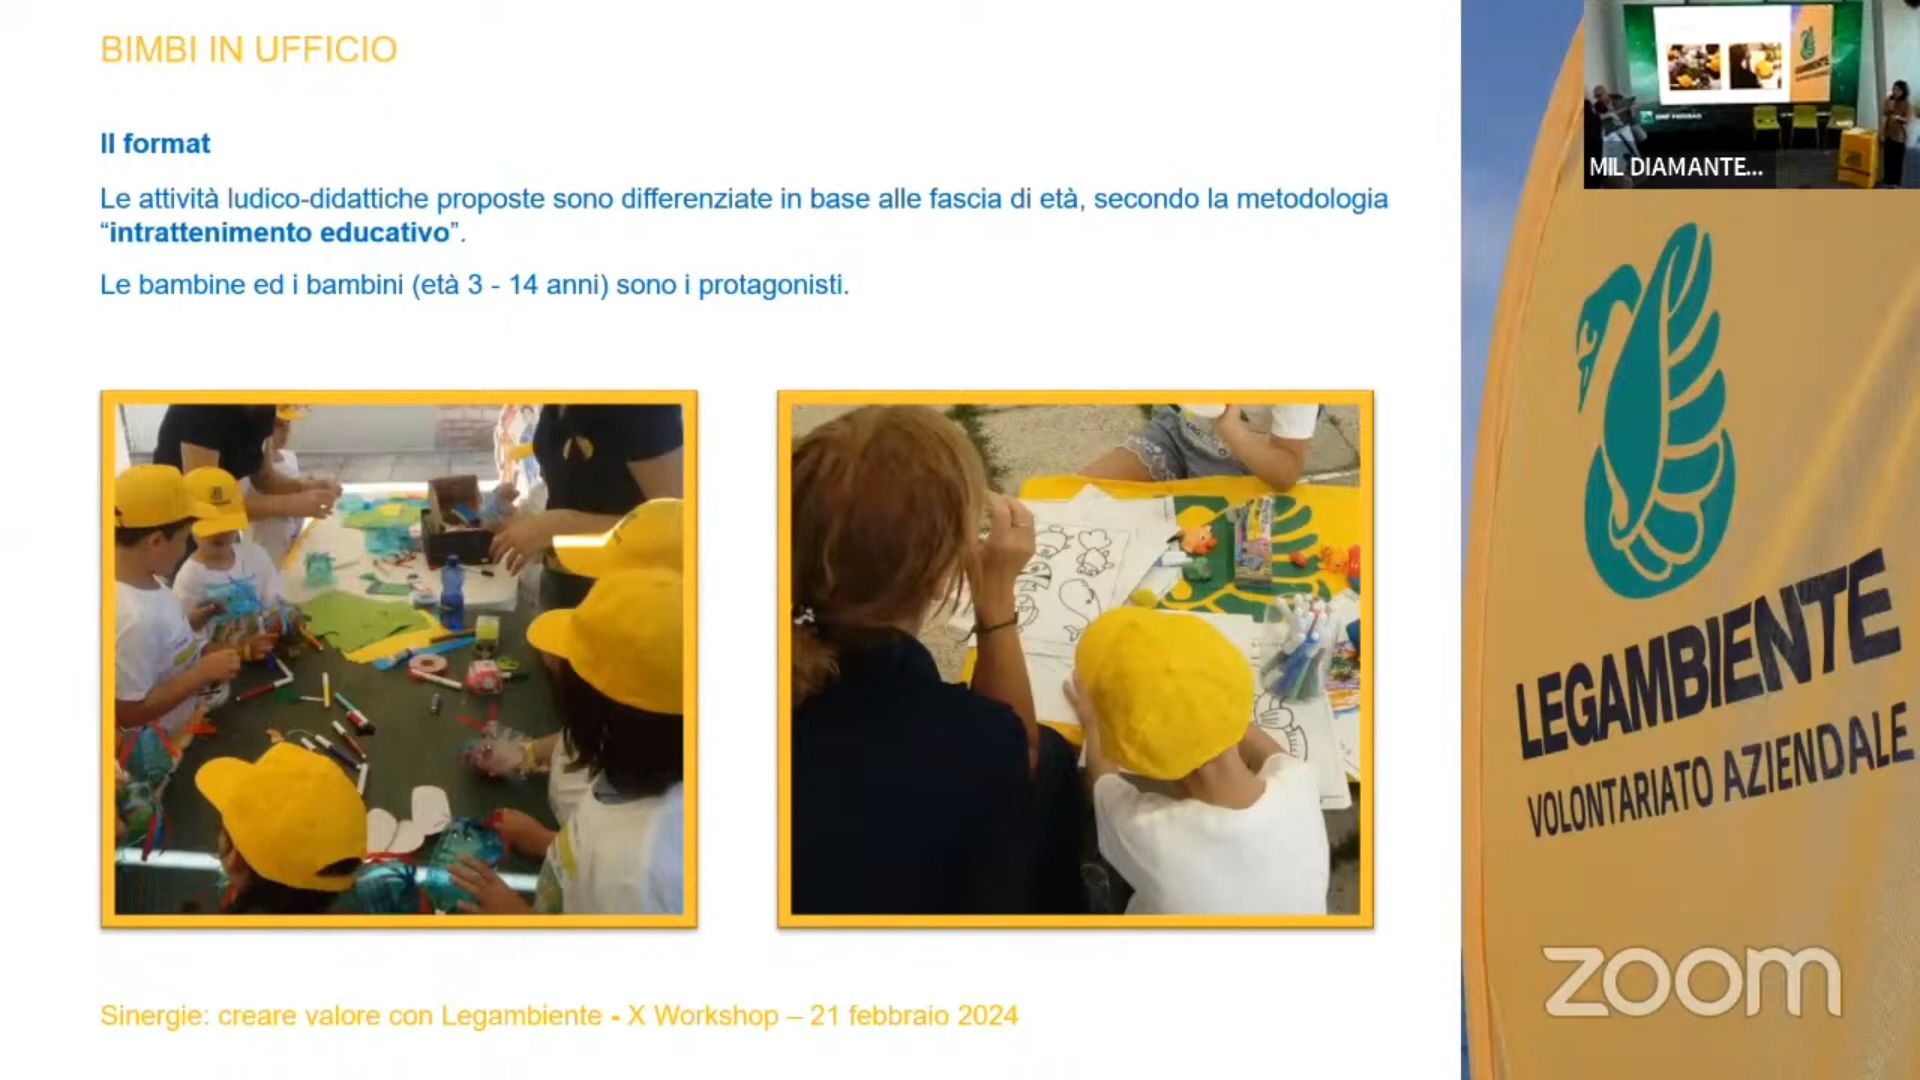 BIMBI IN UFFICIO
Il format
Le attività ludico-didattiche proposte sono differenziate in base alle fascia di età, secondo la metodologia
“intrattenimento educativo”.
Le bambine ed i bambini (età 3 - 14 anni) sono i protagonisti.
Sinergie: creare valore con Legambiente - X Workshop – 21 febbraio 2024
MIL DIAMANTE...
LEGAMBIENTE
VOLONTARIATO AZIENDALE
zoom